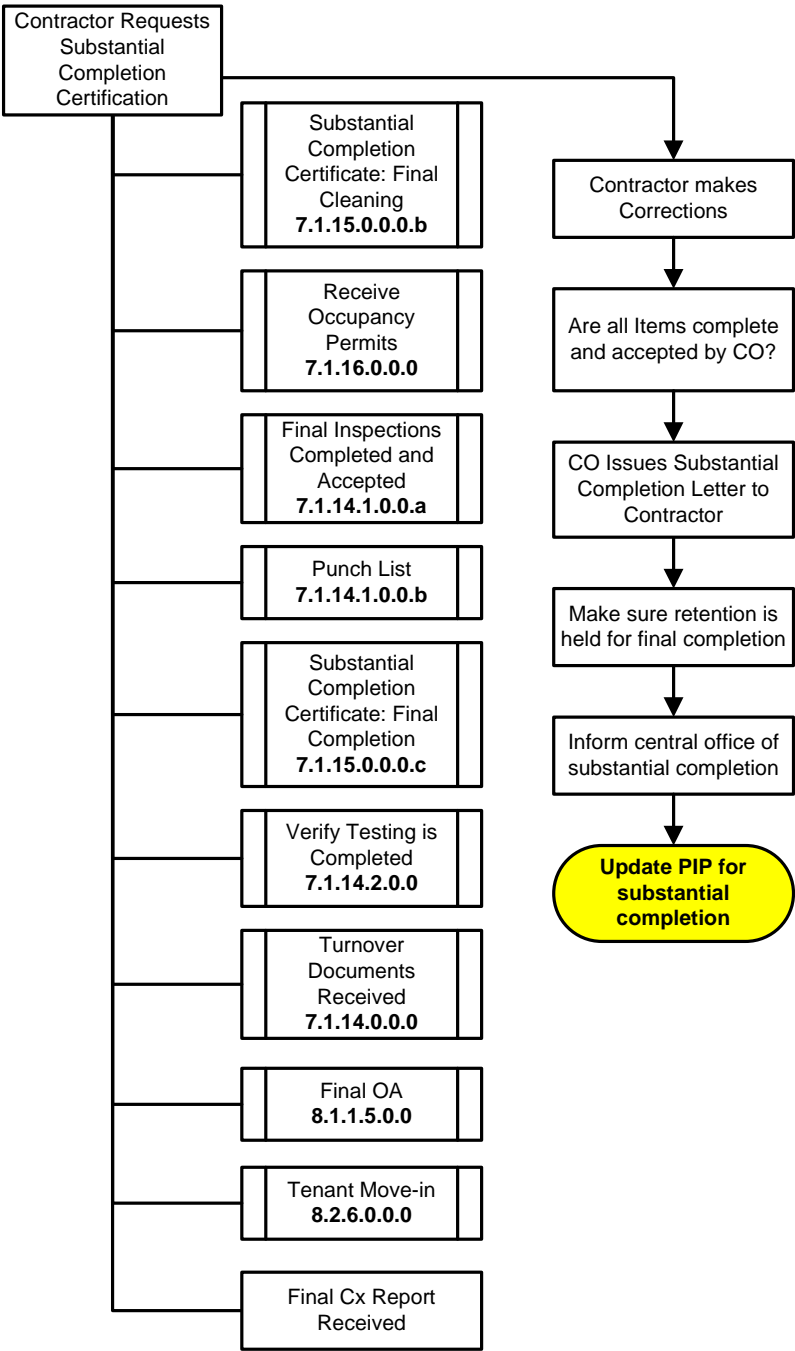 Contractor Requests
Substantial
Completion
Certification
Substantial
Completion
Certificate: Final
Cleaning
7.1.15.0.0.0.b
Receive
Occupancy
Permits
7.1.16.0.0.0
Final Inspections
Completed and
Accepted
7.1.14.1.0.0.a
Punch List
7.1.14.1.0.0.b
Substantial
Completion
Certificate: Final
Completion
7.1.15.0.0.0.c
Verify Testing is
Completed
7.1.14.2.0.0
Turnover
Documents
Received
7.1.14.0.0.0
Final OA
8.1.1.5.0.0
Tenant Move-in
8.2.6.0.0.0
Final Cx Report
Received
Contractor makes
Corrections
Are all Items complete
and accepted by CO?
CO Issues Substantial
Completion Letter to
Contractor
Make sure retention is
held for final completion
Inform central office of
substantial completion
Update PIP for
substantial
completion